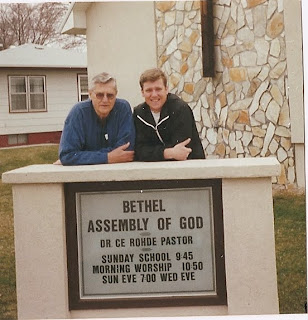 BETHEL
ASSEMBLY OF GOD
DR CE ROHDE PASTOR
SUNDAY SCHOOL 9:45
MORNING WORSHIP 10:50
SUN EVE 7:00 WED EVE